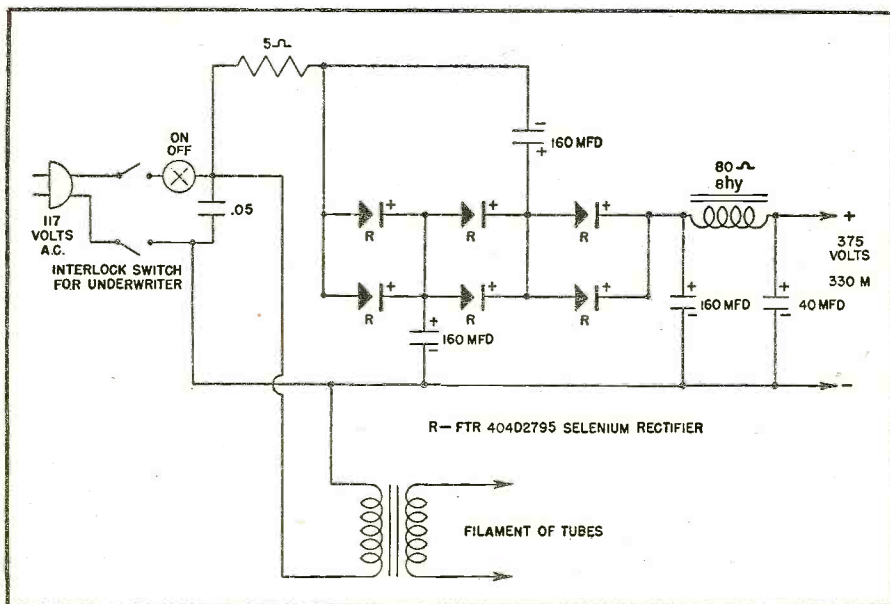 5Ω
ON
OFF
117
VOLTS
A.C.
.05
INTERLOCK SWITCH
FOR UNDERWRITER
−
+
160 MFD
+
R
+
R
+
R
+
R
+
R
+
R
+
−
160 MFD
80Ω
8hy
+
−
160 MFD
+
−
40 MFD
+
375
VOLTS
330 M
−
R— FTR 404D2795 SELENIUM RECTIFIER
FILAMENT OF TUBES